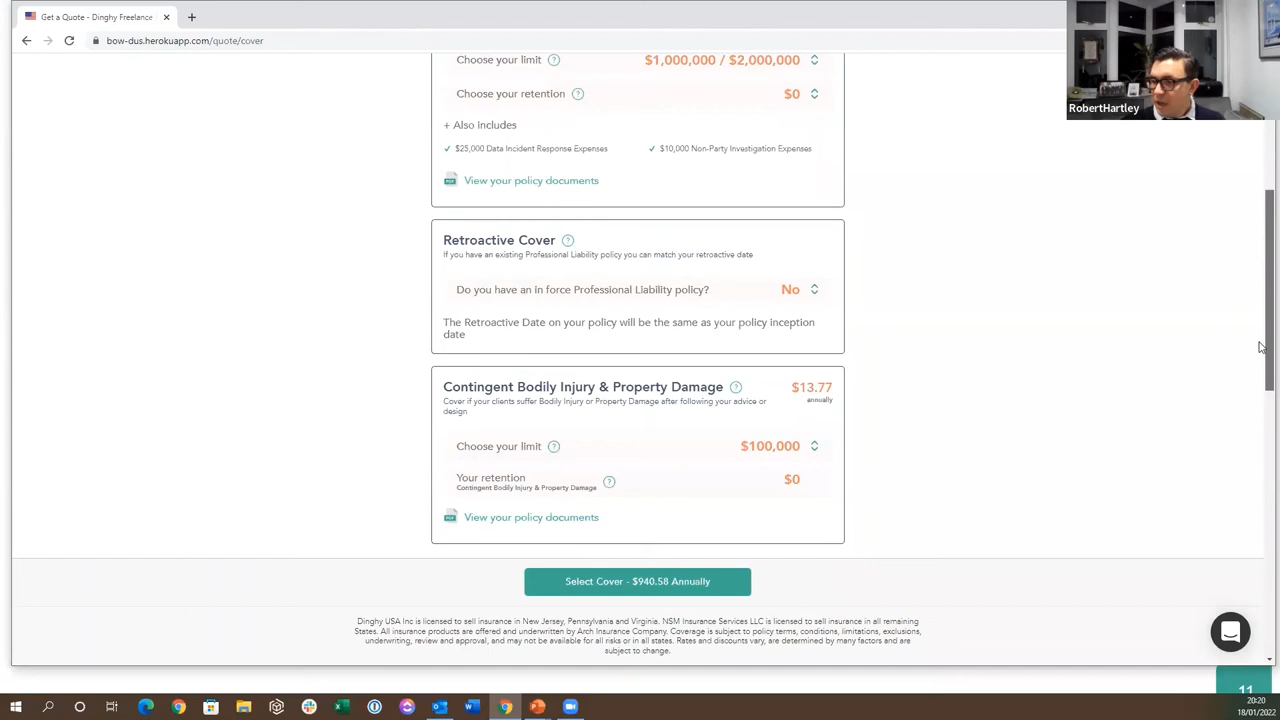 Get a Quote - Dinghy Freelance
bow-dus.herokuapp.com/quote/cover
RobertHartley
Choose your limit ? $1,000,000 / $2,000,000
Choose your retention ? $0
+ Also includes
✓ $25,000 Data Incident Response Expenses ✓ $10,000 Non-Party Investigation Expenses
View your policy documents
Retroactive Cover ?
If you have an existing Professional Liability policy you can match your retroactive date
Do you have an in force Professional Liability policy? No
The Retroactive Date on your policy will be the same as your policy inception
date
Contingent Bodily Injury & Property Damage ? $13.77
annually
Cover if your clients suffer Bodily Injury or Property Damage after following your advice or
design
Choose your limit ? $100,000
Your retention ? $0
Contingent Bodily Injury & Property Damage
View your policy documents
Select Cover - $940.58 Annually
Dinghy USA Inc is licensed to sell insurance in New Jersey, Pennsylvania and Virginia. NSM Insurance Services LLC is licensed to sell insurance in all remaining
States. All insurance products are offered and underwritten by Arch Insurance Company. Coverage is subject to policy terms, conditions, limitations, exclusions,
underwriting, review and approval, and may not be available for all risks or in all states. Rates and discounts vary, are determined by many factors and are
subject to change.
11
20:20
18/01/2022